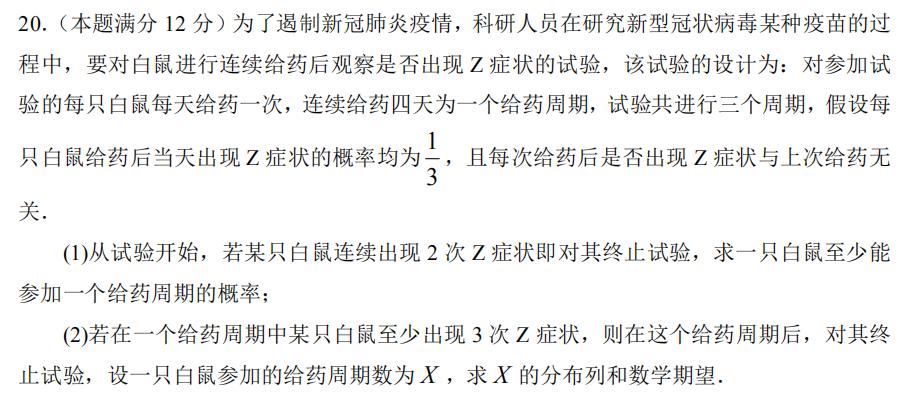 20.（本题满分 12 分）为了遏制新冠肺炎疫情，科研人员在研究新型冠状病毒某种疫苗的过
程中，要对白鼠进行连续给药后观察是否出现 Z 症状的试验，该试验的设计为：对参加试
验的每只白鼠每天给药一次，连续给药四天为一个给药周期，试验共进行三个周期，假设每
只白鼠给药后当天出现 Z 症状的概率均为 1/3，且每次给药后是否出现 Z 症状与上次给药无
关．
(1)从试验开始，若某只白鼠连续出现 2 次 Z 症状即对其终止试验，求一只白鼠至少能
参加一个给药周期的概率；
(2)若在一个给药周期中某只白鼠至少出现 3 次 Z 症状，则在这个给药周期后，对其终
止试验，设一只白鼠参加的给药周期数为 X ，求 X 的分布列和数学期望．